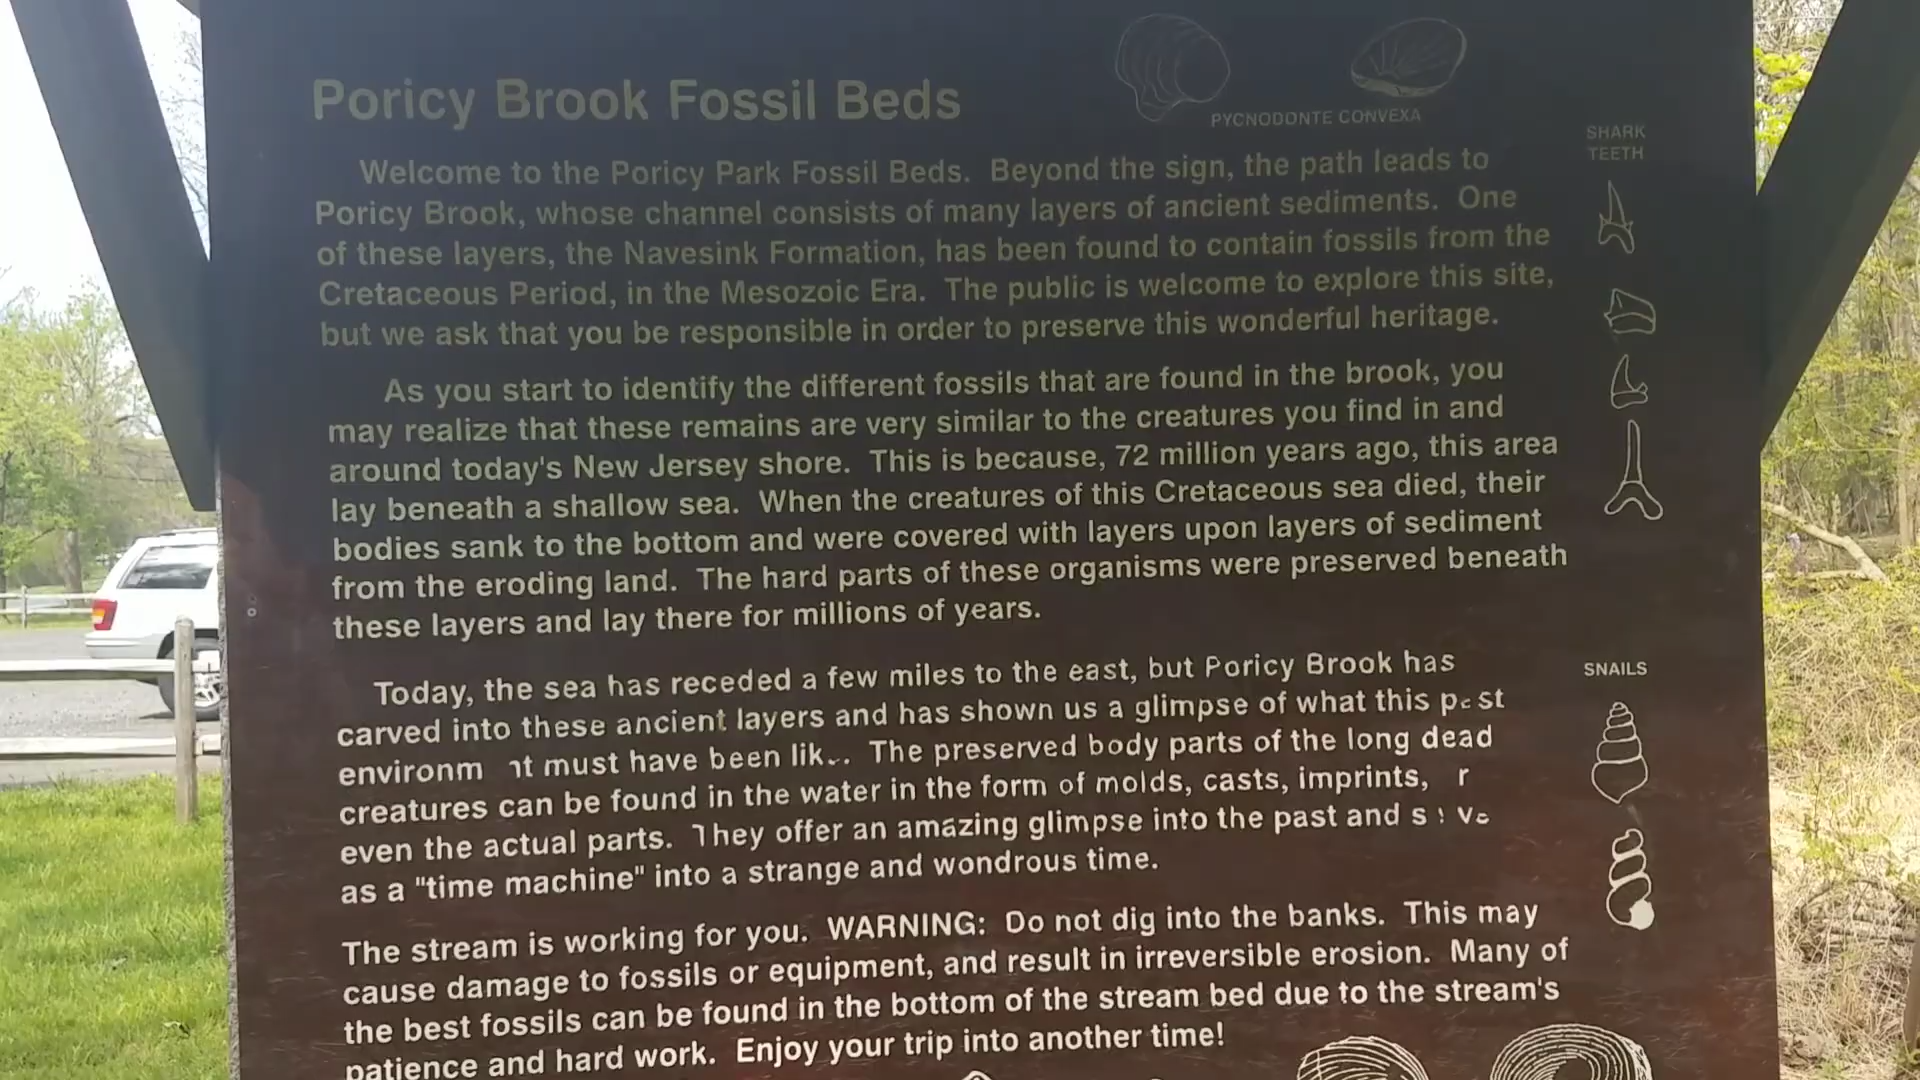 Poricy Brook Fossil Beds
PYCNODONTE CONVEXA
SHARK
TEETH
Welcome to the Poricy Park Fossil Beds. Beyond the sign, the path leads to
Poricy Brook, whose channel consists of many layers of ancient sediments. One
of these layers, the Navesink Formation, has been found to contain fossils from the
Cretaceous Period, in the Mesozoic Era. The public is welcome to explore this site,
but we ask that you be responsible in order to preserve this wonderful heritage.
As you start to identify the different fossils that are found in the brook, you
may realize that these remains are very similar to the creatures you find in and
around today's New Jersey shore. This is because, 72 million years ago, this area
lay beneath a shallow sea. When the creatures of this Cretaceous sea died, their
bodies sank to the bottom and were covered with layers upon layers of sediment
from the eroding land. The hard parts of these organisms were preserved beneath
these layers and lay there for millions of years.
SNAILS
Today, the sea has receded a few miles to the east, but Poricy Brook has
carved into these ancient layers and has shown us a glimpse of what this past
must have been The preserved body parts of the long dead
creatures can be found in the water in the form of molds, casts, imprints,
even the actual parts. They offer an amazing glimpse into the past and
as a "time machine" into a strange and wondrous time.
The stream is working for you. WARNING: Do not dig into the banks. This may
cause damage to fossils or equipment, and result in irreversible erosion. Many of
the best fossils can be found in the bottom of the stream bed due to the stream's
patience and hard work. Enjoy your trip into another time!